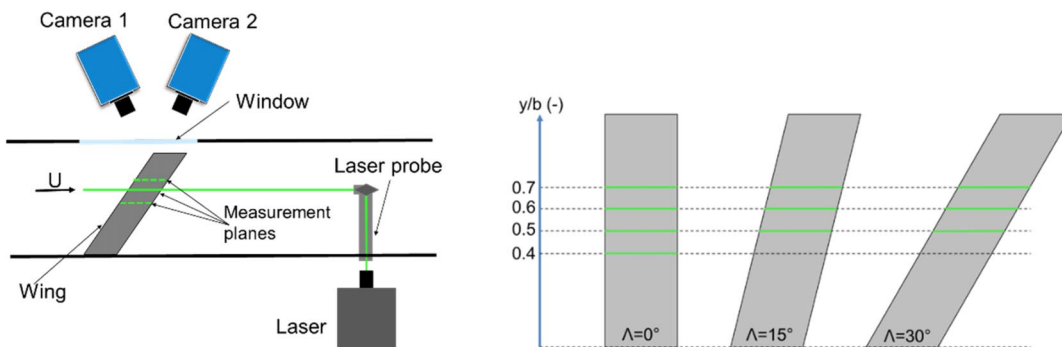 Camera 1
Camera 2
Window
U
Laser probe
Measurement
planes
Wing
Laser
y/b (-)
0.7
0.6
0.5
0.4
Λ=0°
Λ=15°
Λ=30°